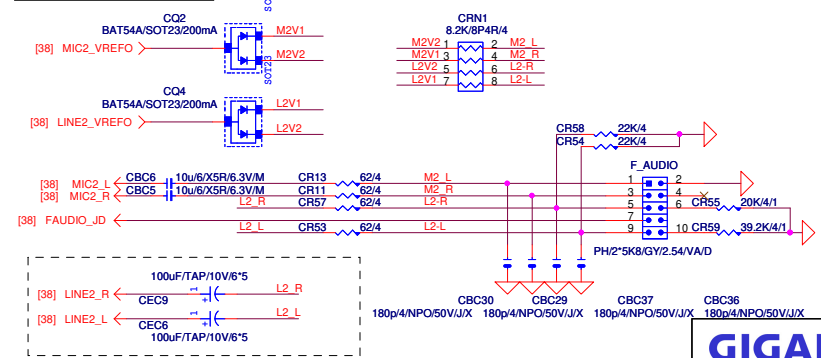 SC
CQ2
BAT54A/SOT23/200mA
[38] MIC2_VREFO
M2V1
M2V2
SOT23
CRN1
8.2K/8P4R/4
M2V2 1 2 M2_L
M2V1 3 4 M2_R
L2V2 5 6 L2-R
L2V1 7 8 L2-L
CQ4
BAT54A/SOT23/200mA
[38] LINE2_VREFO
L2V1
L2V2
CR58 22K/4
CR54 22K/4
F_AUDIO
[38] MIC2_L CBC6 10u/6/X5R/6.3V/M CR13 62/4 M2_L 1 2
[38] MIC2_R CBC5 10u/6/X5R/6.3V/M CR11 62/4 M2_R 3 4
L2_R CR57 62/4 L2-R 5 6 CR55 20K/4/1
[38] FAUDIO_JD 7
L2_L CR53 62/4 L2-L 9 10 CR59 39.2K/4/1
PH/2*5K8/GY/2.54/VA/D
100uF/TAP/10V/6*5
[38] LINE2_R 1 + L2_R
CEC9
[38] LINE2_L 1 + L2_L
CEC6
100uF/TAP/10V/6*5
CBC30 CBC29 CBC37 CBC36
180p/4/NPO/50V/J/X 180p/4/NPO/50V/J/X 180p/4/NPO/50V/J/X 180p/4/NPO/50V/J/X